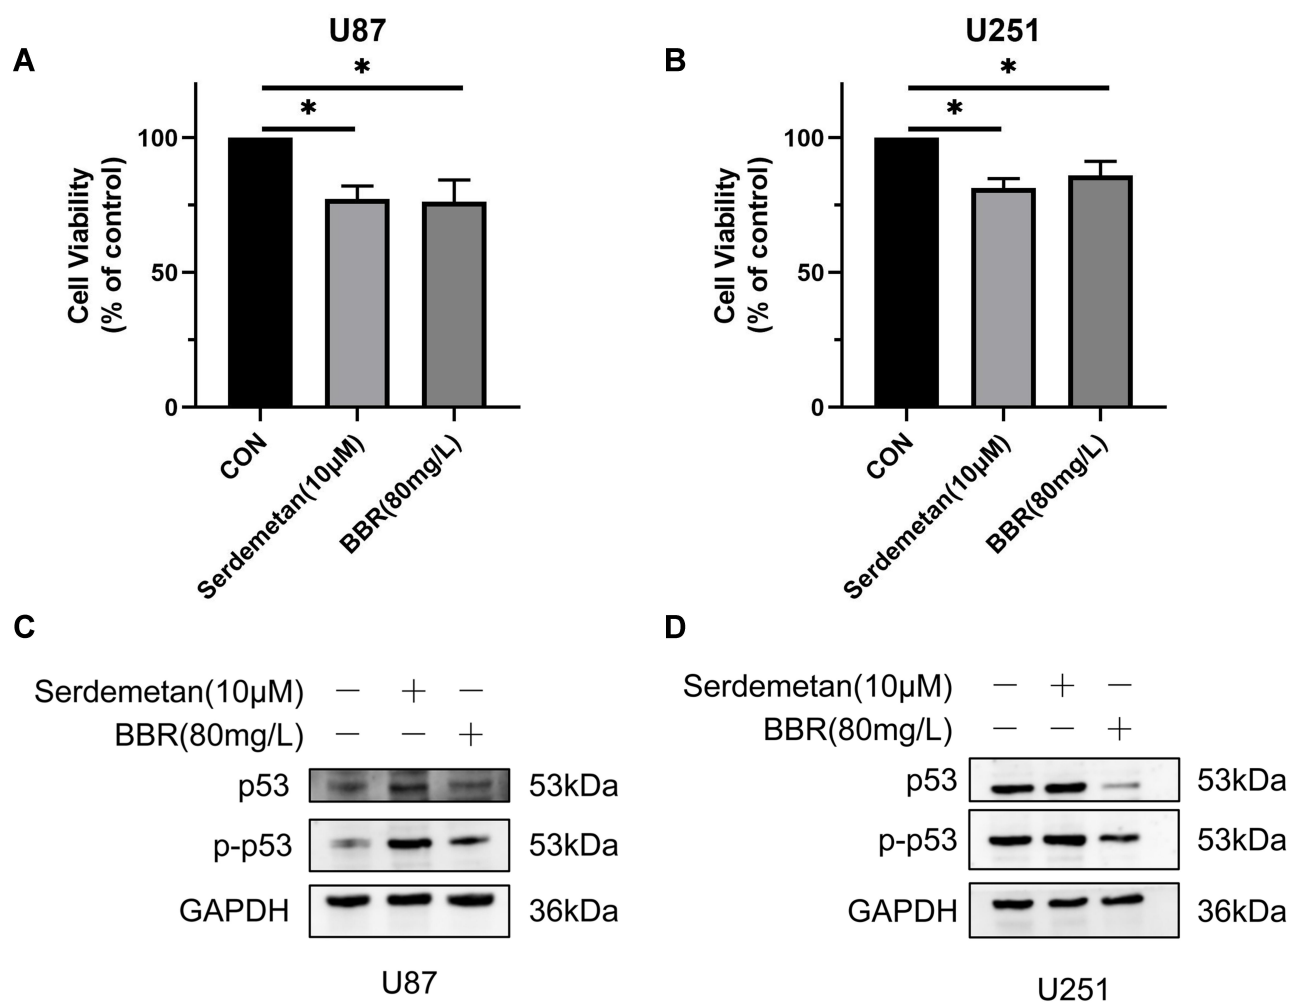 A
U87
*
*
100
50
0
Cell Viability
(% of control)
CON
Serdemetan(10μM)
BBR(80mg/L)
B
U251
*
*
100
50
0
Cell Viability
(% of control)
CON
Serdemetan(10μM)
BBR(80mg/L)
C
Serdemetan(10μM) — + —
BBR(80mg/L) — — +
p53 53kDa
p-p53 53kDa
GAPDH 36kDa
U87
D
Serdemetan(10μM) — + —
BBR(80mg/L) — — +
p53 53kDa
p-p53 53kDa
GAPDH 36kDa
U251